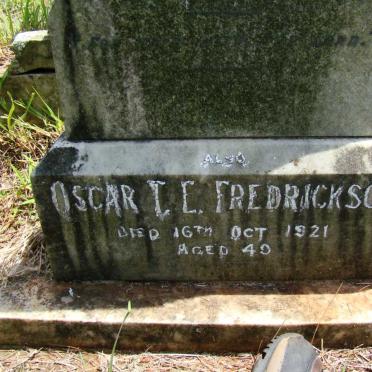 ALSO
OSCAR T. E. FREDRICKSO
DIED 16TH OCT 1921
AGED 49